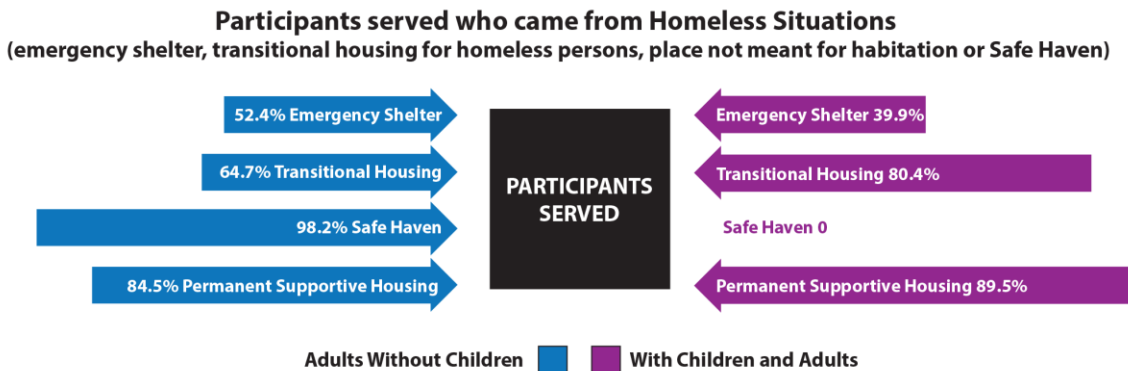 Participants served who came from Homeless Situations
(emergency shelter, transitional housing for homeless persons, place not meant for habitation or Safe Haven)
52.4% Emergency Shelter
64.7% Transitional Housing
98.2% Safe Haven
84.5% Permanent Supportive Housing
PARTICIPANTS
SERVED
Emergency Shelter 39.9%
Transitional Housing 80.4%
Safe Haven 0
Permanent Supportive Housing 89.5%
Adults Without Children
With Children and Adults